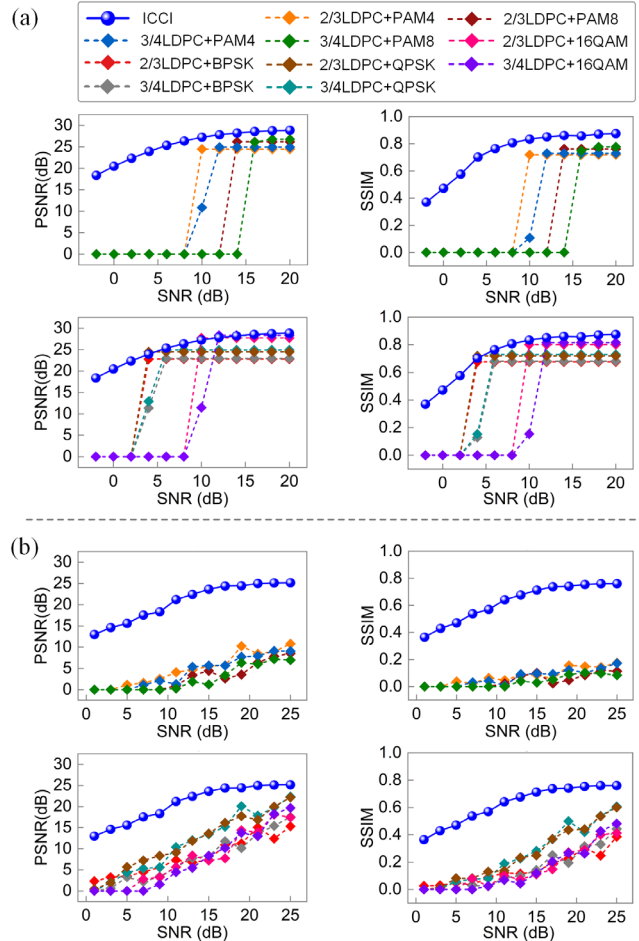 (a)
ICCI 2/3LDPC+PAM4 2/3LDPC+PAM8
3/4LDPC+PAM4 3/4LDPC+PAM8 2/3LDPC+16QAM
2/3LDPC+BPSK 2/3LDPC+QPSK 3/4LDPC+16QAM
3/4LDPC+BPSK 3/4LDPC+QPSK
PSNR(dB)
30
25
20
15
10
5
0
0 5 10 15 20
SNR (dB)
SSIM
1.0
0.8
0.6
0.4
0.2
0.0
0 5 10 15 20
SNR (dB)
PSNR(dB)
30
25
20
15
10
5
0
0 5 10 15 20
SNR (dB)
SSIM
1.0
0.8
0.6
0.4
0.2
0.0
0 5 10 15 20
SNR (dB)
(b)
PSNR(dB)
30
25
20
15
10
5
0
0 5 10 15 20 25
SNR (dB)
SSIM
1.0
0.8
0.6
0.4
0.2
0.0
0 5 10 15 20 25
SNR (dB)
PSNR(dB)
30
25
20
15
10
5
0
0 5 10 15 20 25
SNR (dB)
SSIM
1.0
0.8
0.6
0.4
0.2
0.0
0 5 10 15 20 25
SNR (dB)